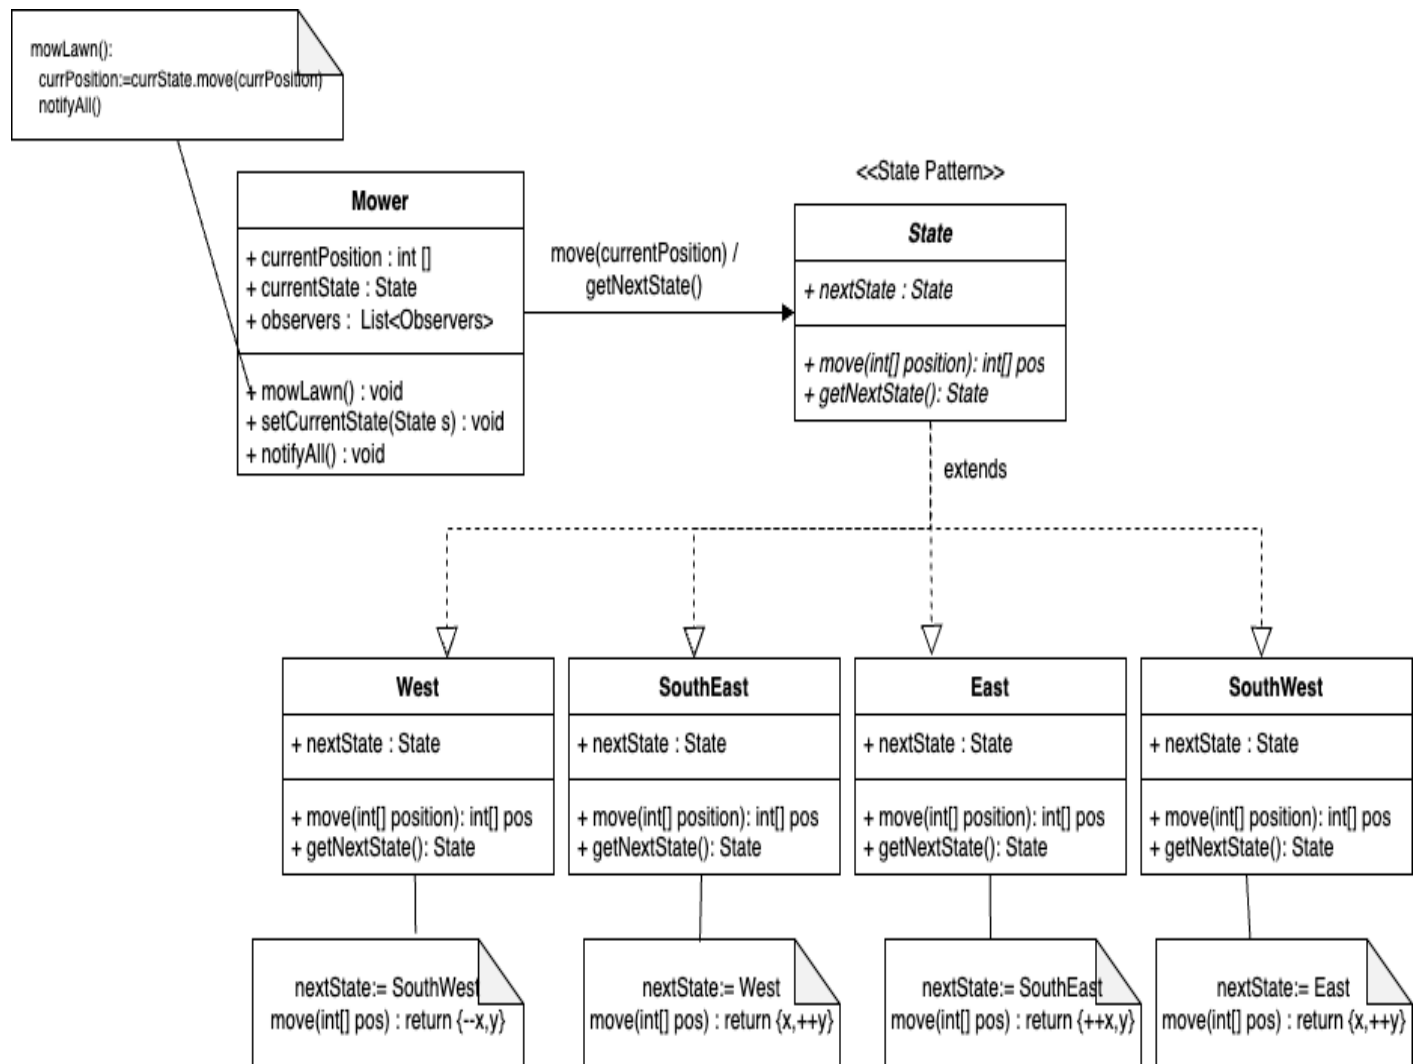 mowLawn():
currPosition:=currState.move(currPosition)
notifyAll()
<<State Pattern>>
Mower
+ currentPosition : int []
+ currentState : State
+ observers :  List<Observers>
+ mowLawn() : void
+ setCurrentState(State s) : void
+ notifyAll() : void
move(currentPosition) /
getNextState()
State
+ nextState : State
+ move(int[] position): int[] pos
+ getNextState(): State
extends
West
+ nextState : State
+ move(int[] position): int[] pos
+ getNextState(): State
SouthEast
+ nextState : State
+ move(int[] position): int[] pos
+ getNextState(): State
East
+ nextState : State
+ move(int[] position): int[] pos
+ getNextState(): State
SouthWest
+ nextState : State
+ move(int[] position): int[] pos
+ getNextState(): State
nextState:= SouthWest
move(int[] pos) : return {--x,y}
nextState:= West
move(int[] pos) : return {x,++y}
nextState:= SouthEast
move(int[] pos) : return {++x,y}
nextState:= East
move(int[] pos) : return {x,++y}